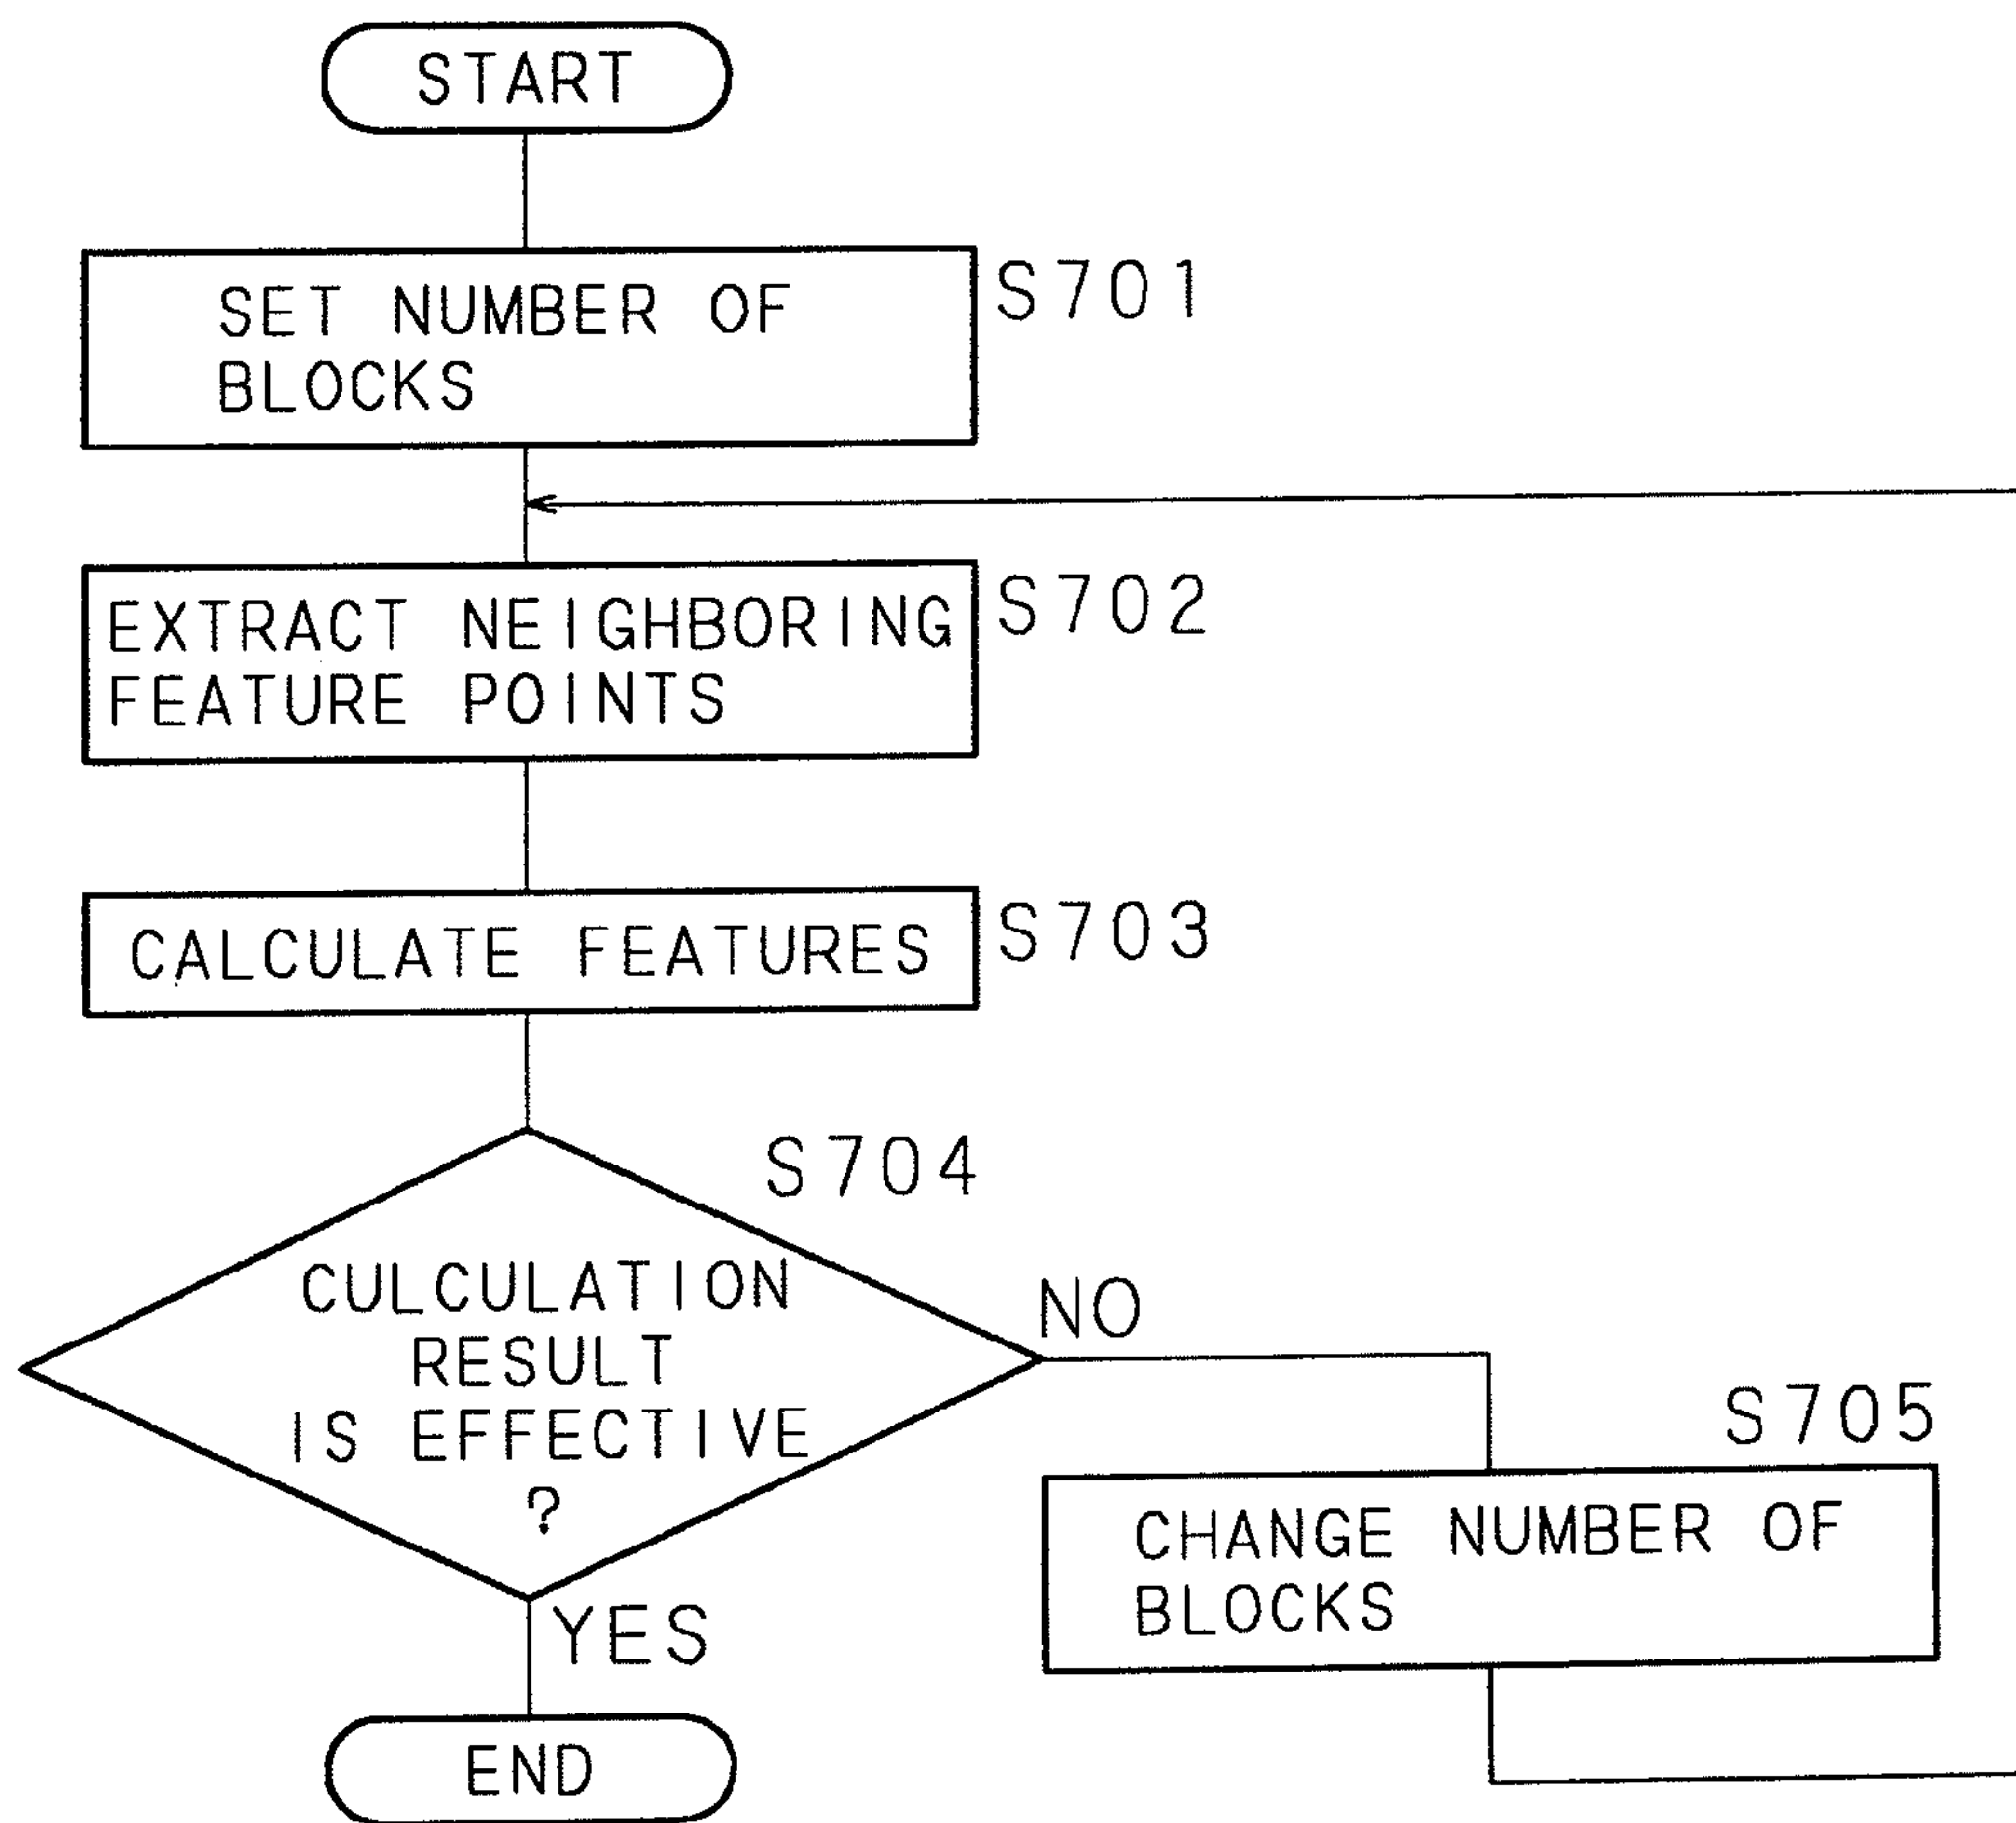 START
SET NUMBER OF
BLOCKS
S701
EXTRACT NEIGHBORING
FEATURE POINTS
S702
CALCULATE FEATURES
S703
S704
CULCULATION
RESULT
IS EFFECTIVE
?
NO
YES
S705
CHANGE NUMBER OF
BLOCKS
END